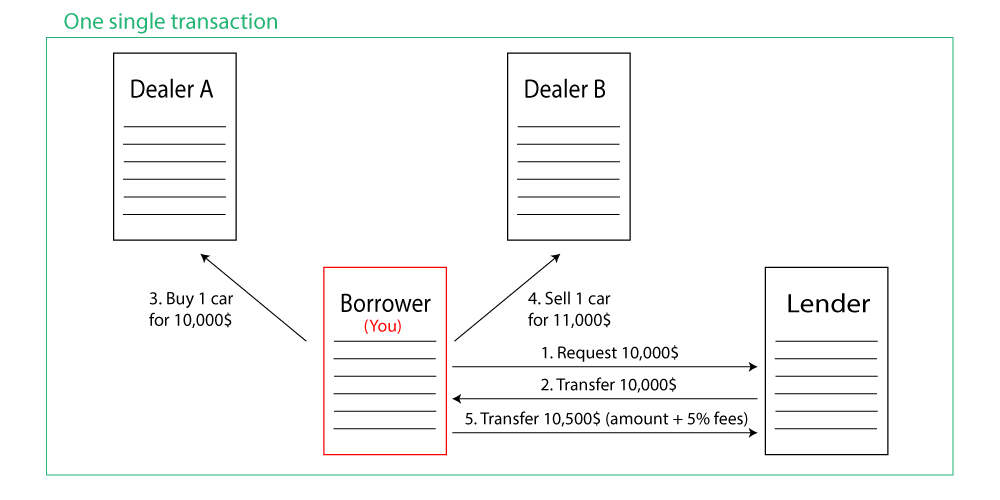 One single transaction
Dealer A
Dealer B
3. Buy 1 car
for 10,000$
Borrower
(You)
4. Sell 1 car
for 11,000$
Lender
1. Request 10,000$
2. Transfer 10,000$
5. Transfer 10,500$ (amount + 5% fees)